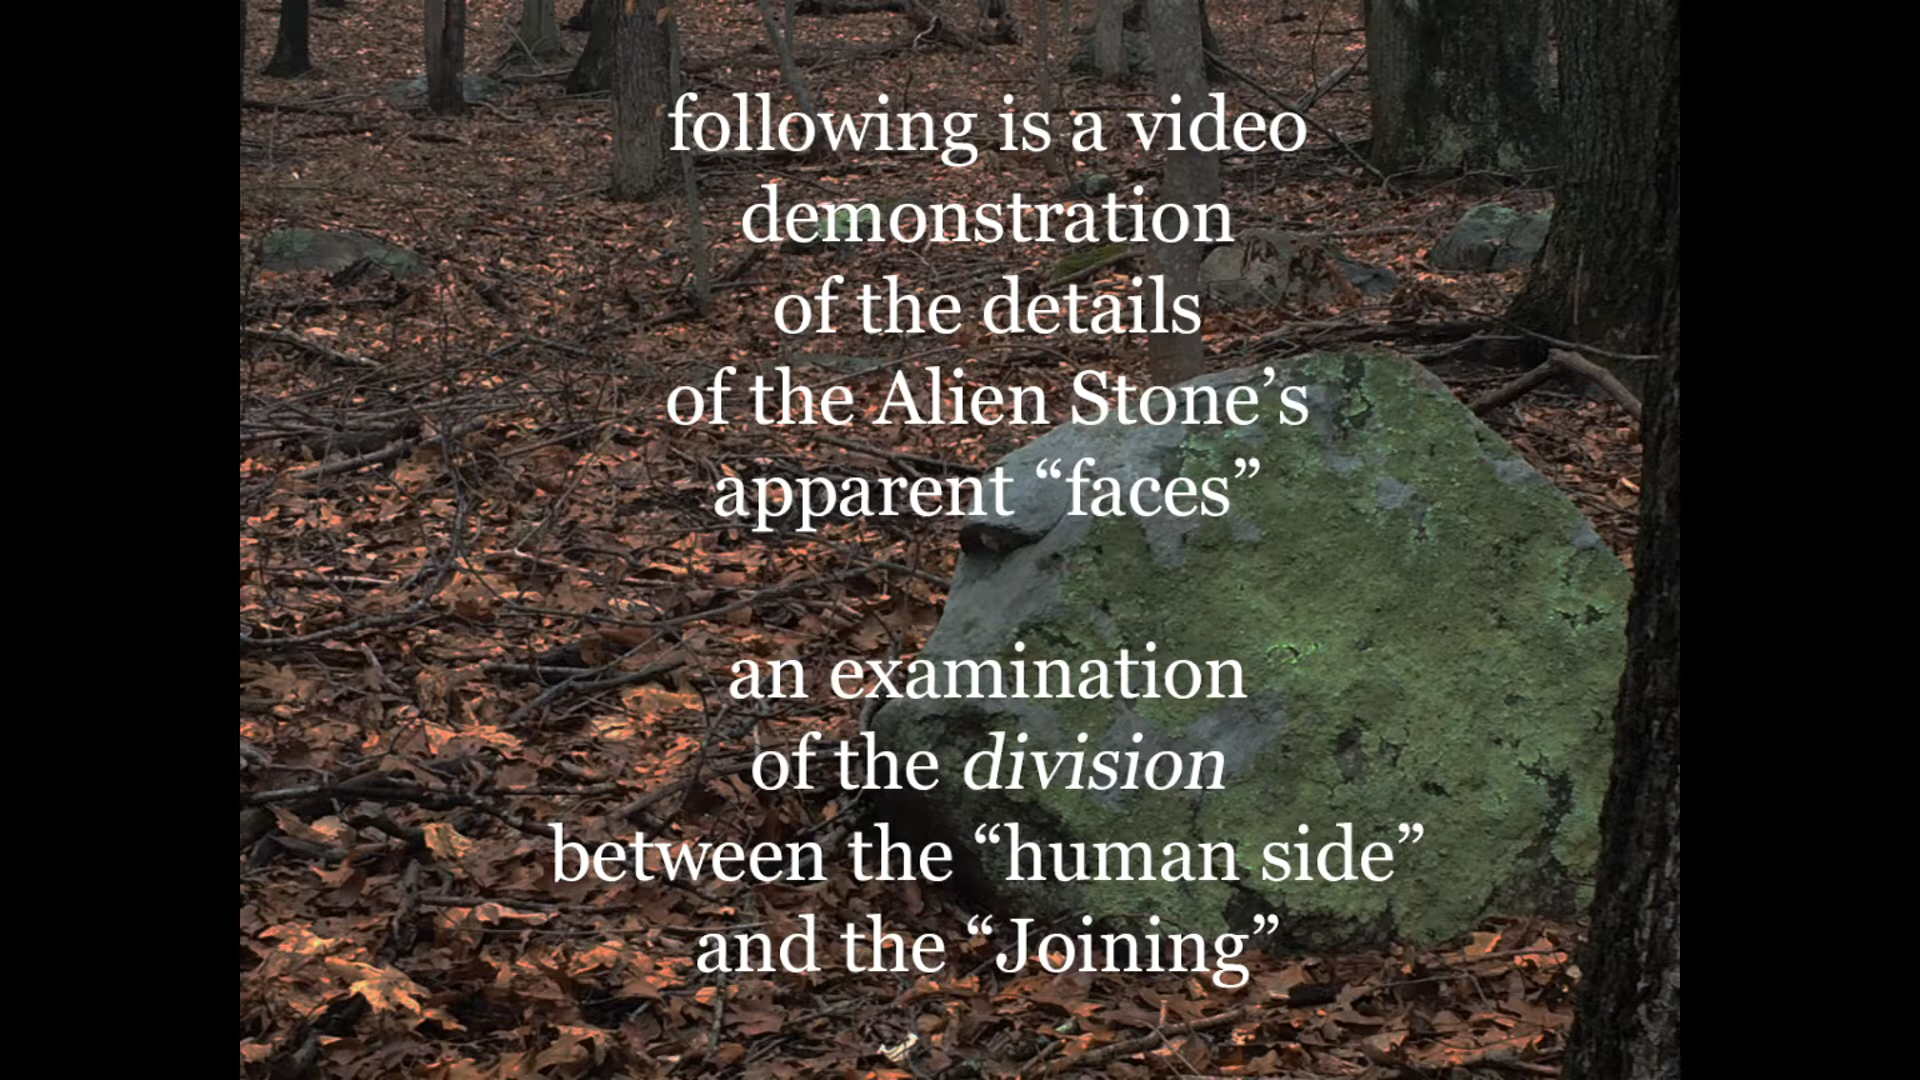 following is a video
demonstration
of the details
of the Alien Stone’s
apparent “faces”
an examination
of the division
between the “human side”
and the “Joining”